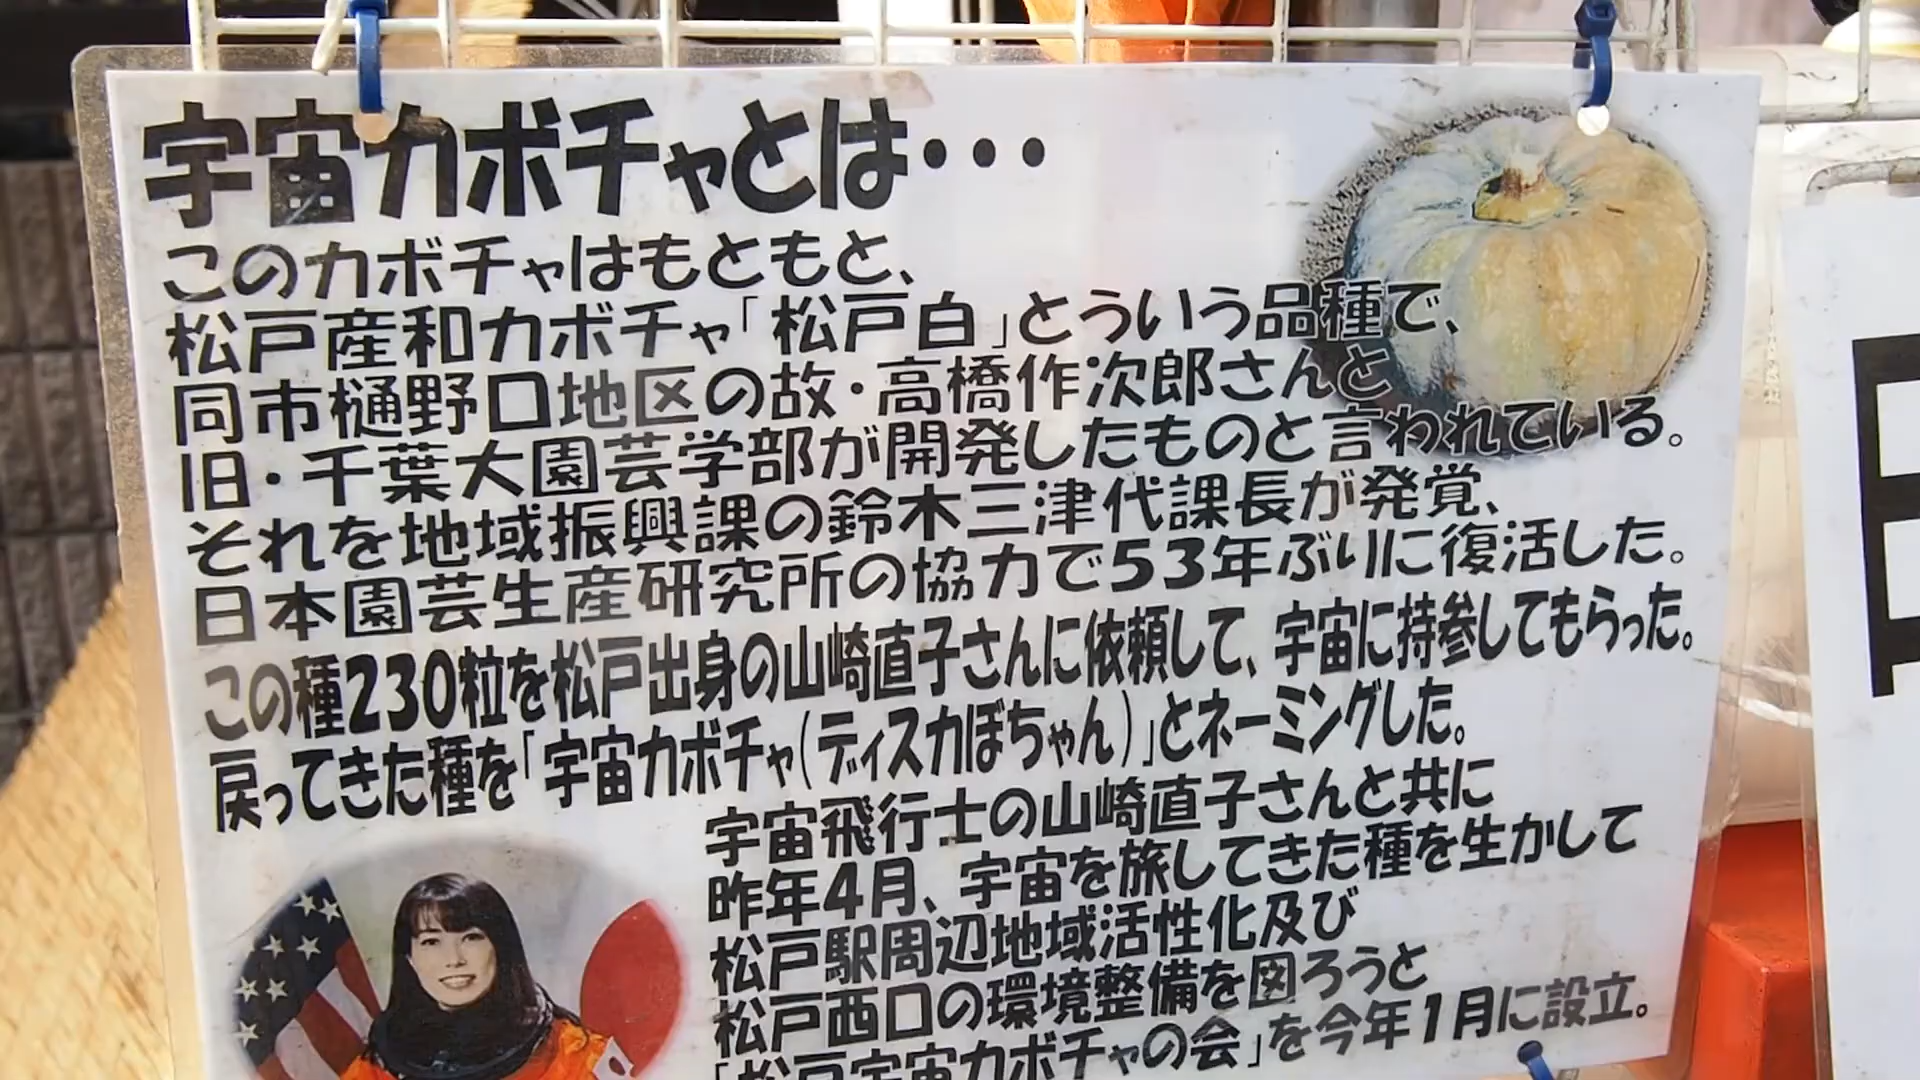 宇宙カボチャとは・・・
このカボチャはもともと、
松戸産和カボチャ「松戸白」とういう品種で、
同市樋野口地区の故・高橋作次郎さんと
旧・千葉大園芸学部が開発したものと言われている。
それを地域振興課の鈴木三津代課長が発覚、
日本園芸生産研究所の協力で53年ぶりに復活した。
この種230粒を松戸出身の山崎直子さんに依頼して、宇宙に持参してもらった。
戻ってきた種を「宇宙カボチャ(ディスカぼちゃん)」とネーミングした。
宇宙飛行士の山崎直子さんと共に
昨年4月、宇宙を旅してきた種を生かして
松戸駅周辺地域活性化及び
松戸西口の環境整備を図ろうと
「松戸宇宙カボチャの会」を今年1月に設立。